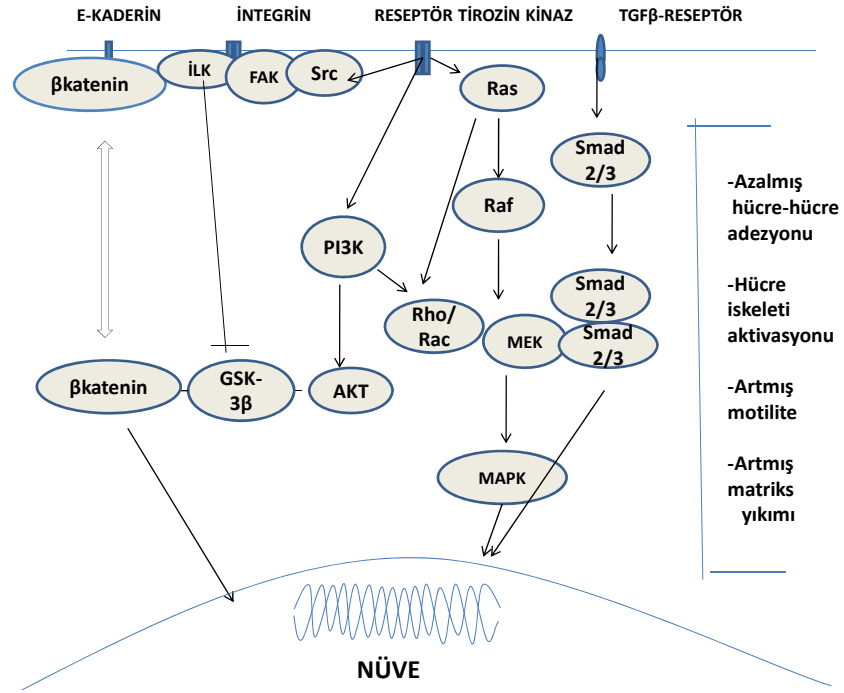 E-KADERİN
İNTEGRİN
RESEPTÖR TİROZİN KİNAZ
TGFβ-RESEPTÖR
βkatenin
İLK
FAK
Src
Ras
Smad
2/3
Raf
PI3K
Rho/
Rac
MEK
Smad
2/3
Smad
2/3
βkatenin
GSK-
3β
AKT
MAPK
NÜVE
-Azalmış
hücre-hücre
adezyonu
-Hücre
iskeleti
aktivasyonu
-Artmış
motilite
-Artmış
matriks
yıkımı